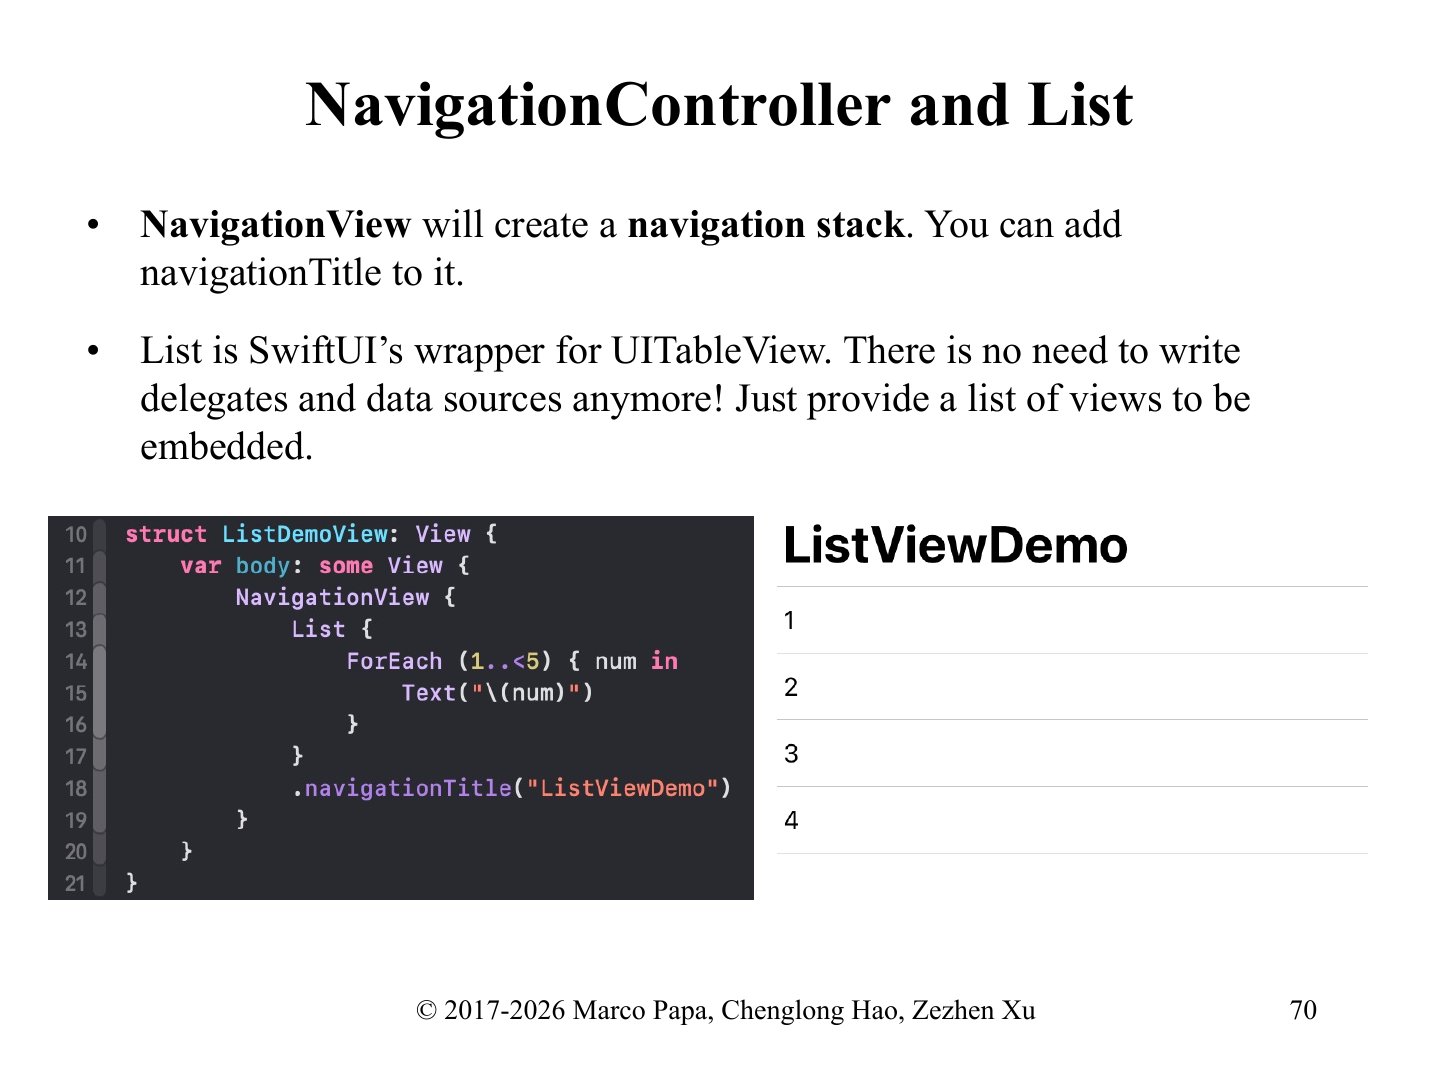 NavigationController and List
• NavigationView will create a navigation stack. You can add
navigationTitle to it.
• List is SwiftUI’s wrapper for UITableView. There is no need to write
delegates and data sources anymore! Just provide a list of views to be
embedded.
10 struct ListDemoView: View {
11     var body: some View {
12         NavigationView {
13             List {
14                 ForEach (1..<5) { num in
15                     Text("\(num)")
16                 }
17             }
18             .navigationTitle("ListViewDemo")
19         }
20     }
21 }
ListViewDemo
1
2
3
4
© 2017-2026 Marco Papa, Chenglong Hao, Zezhen Xu
70